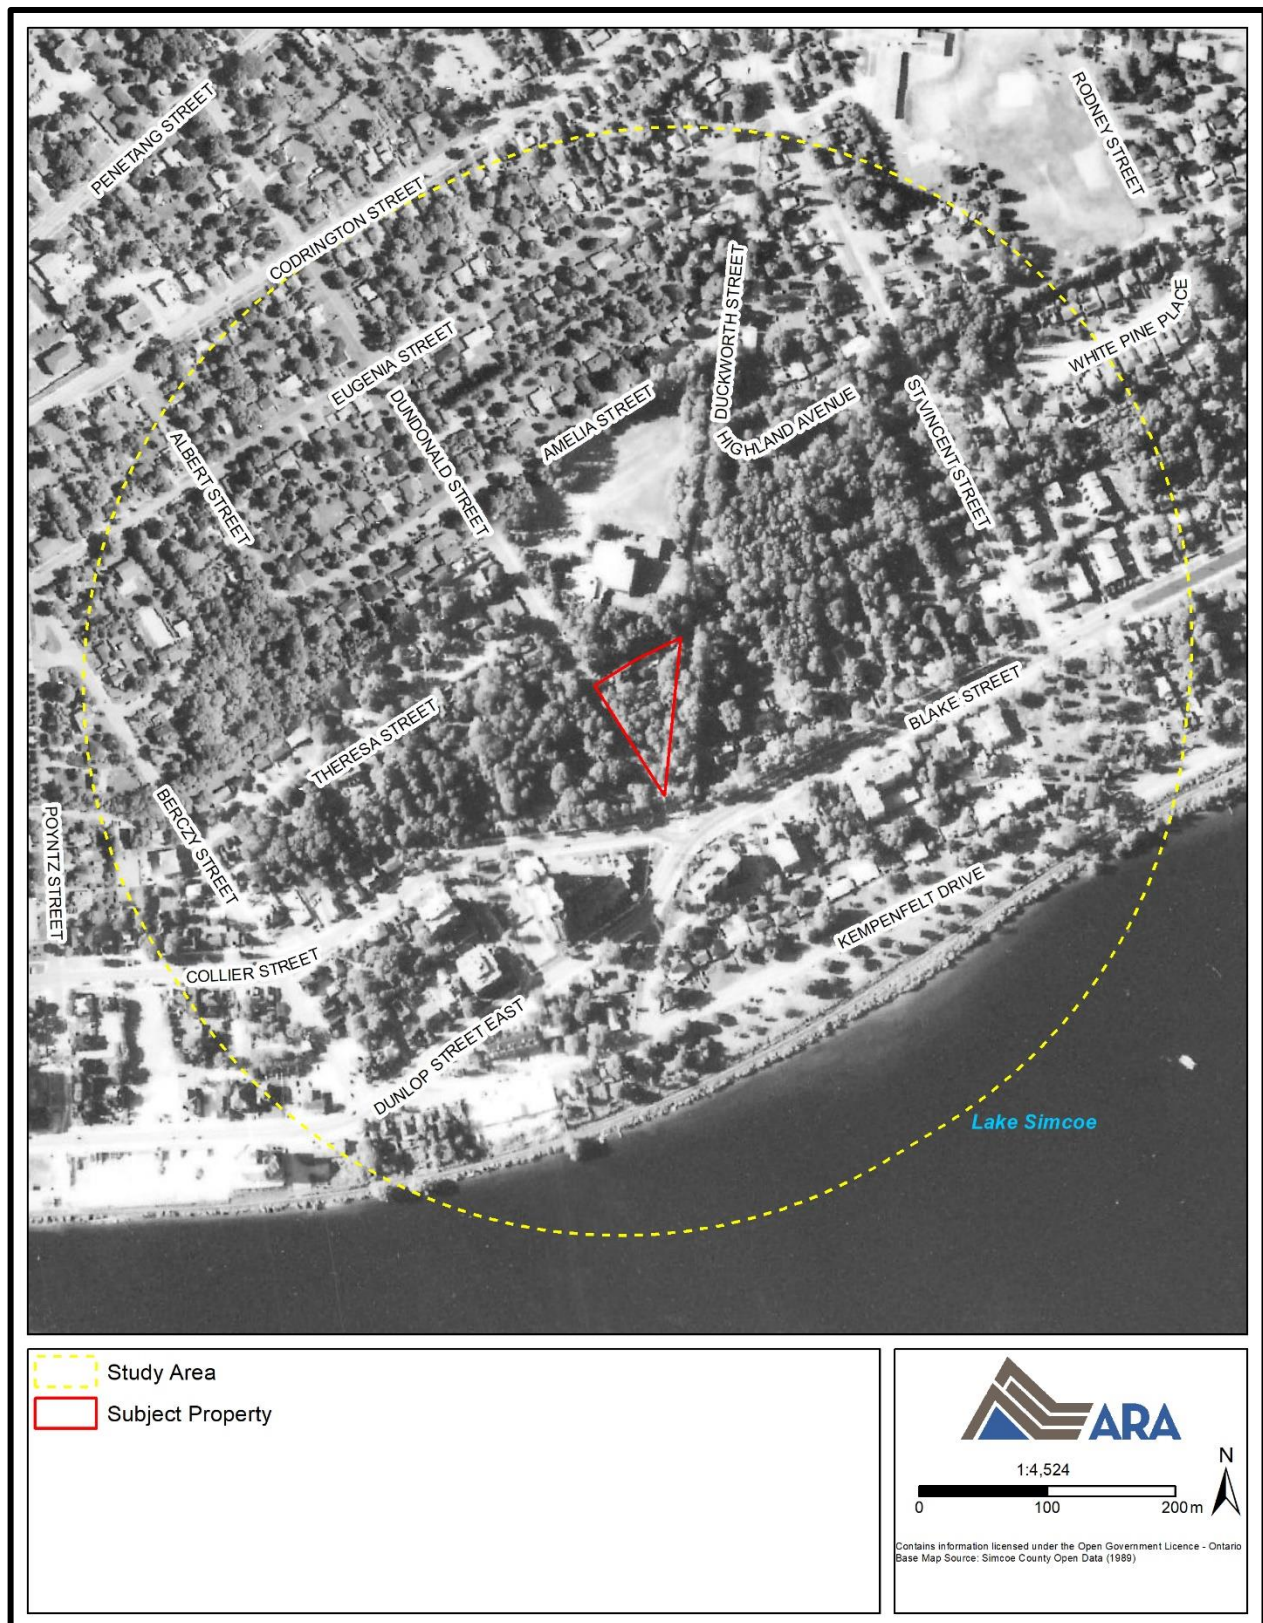 PENETANG STREET
RODNEY STREET
CODRINGTON STREET
DUCKWORTH STREET
WHITE PINE PLACE
EUGENIA STREET
AMELIA STREET
HIGHLAND AVENUE
ST VINCENT STREET
DUNDONALD STREET
ALBERT STREET
BLAKE STREET
THERESA STREET
BERCZY STREET
POYNTZ STREET
KEMPENFELT DRIVE
COLLIER STREET
DUNLOP STREET EAST
Lake Simcoe
Study Area
Subject Property
ARA
N
1:4,524
0 100 200 m
Contains information licensed under the Open Government Licence - Ontario
Base Map Source: Simcoe County Open Data (1989)